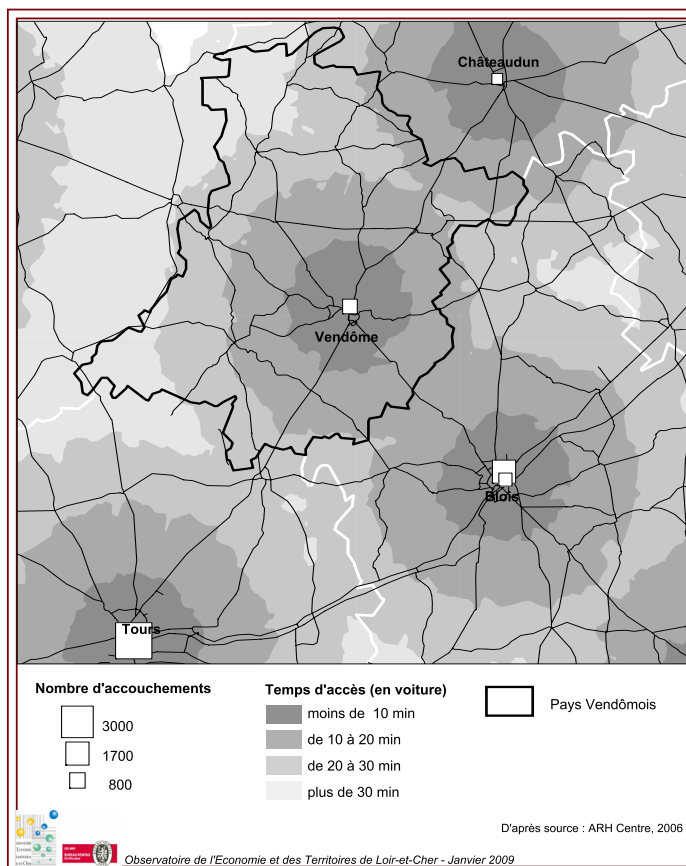 Châteaudun
Vendôme
Blois
Tours
Nombre d'accouchements
3000
1700
800
Temps d'accès (en voiture)
moins de 10 min
de 10 à 20 min
de 20 à 30 min
plus de 30 min
Pays Vendômois
D'après source : ARH Centre, 2006
BUREAU VERITAS
Observatoire de l'Economie et des Territoires de Loir-et-Cher - Janvier 2009